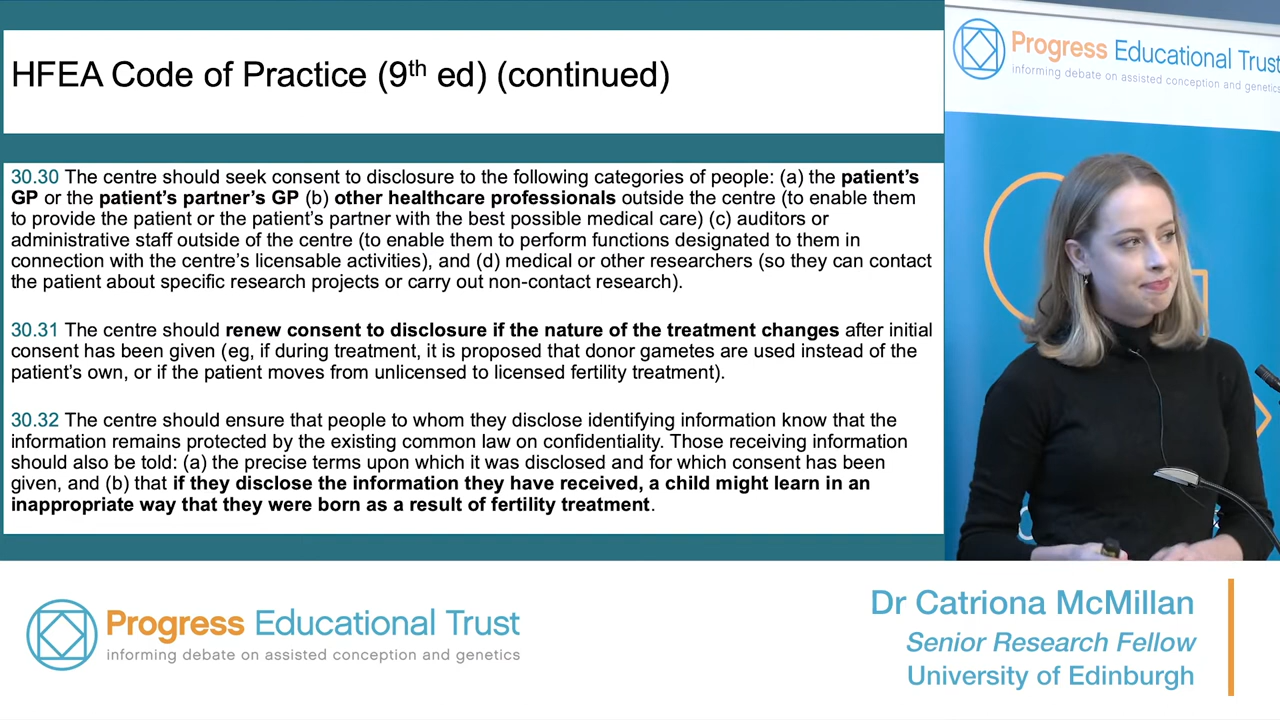 HFEA Code of Practice (9th ed) (continued)
30.30 The centre should seek consent to disclosure to the following categories of people: (a) the patient's
GP or the patient's partner's GP (b) other healthcare professionals outside the centre (to enable them
to provide the patient or the patient's partner with the best possible medical care) (c) auditors or
administrative staff outside of the centre (to enable them to perform functions designated to them in
connection with the centre's licensable activities), and (d) medical or other researchers (so they can contact
the patient about specific research projects or carry out non-contact research).
30.31 The centre should renew consent to disclosure if the nature of the treatment changes after initial
consent has been given (eg, if during treatment, it is proposed that donor gametes are used instead of the
patient's own, or if the patient moves from unlicensed to licensed fertility treatment).
30.32 The centre should ensure that people to whom they disclose identifying information know that the
information remains protected by the existing common law on confidentiality. Those receiving information
should also be told: (a) the precise terms upon which it was disclosed and for which consent has been
given, and (b) that if they disclose the information they have received, a child might learn in an
inappropriate way that they were born as a result of fertility treatment.
Progress Educational Trust
informing debate on assisted conception and genetics
Progress Educational Trust
informing debate on assisted conception and genetics
Dr Catriona McMillan
Senior Research Fellow
University of Edinburgh